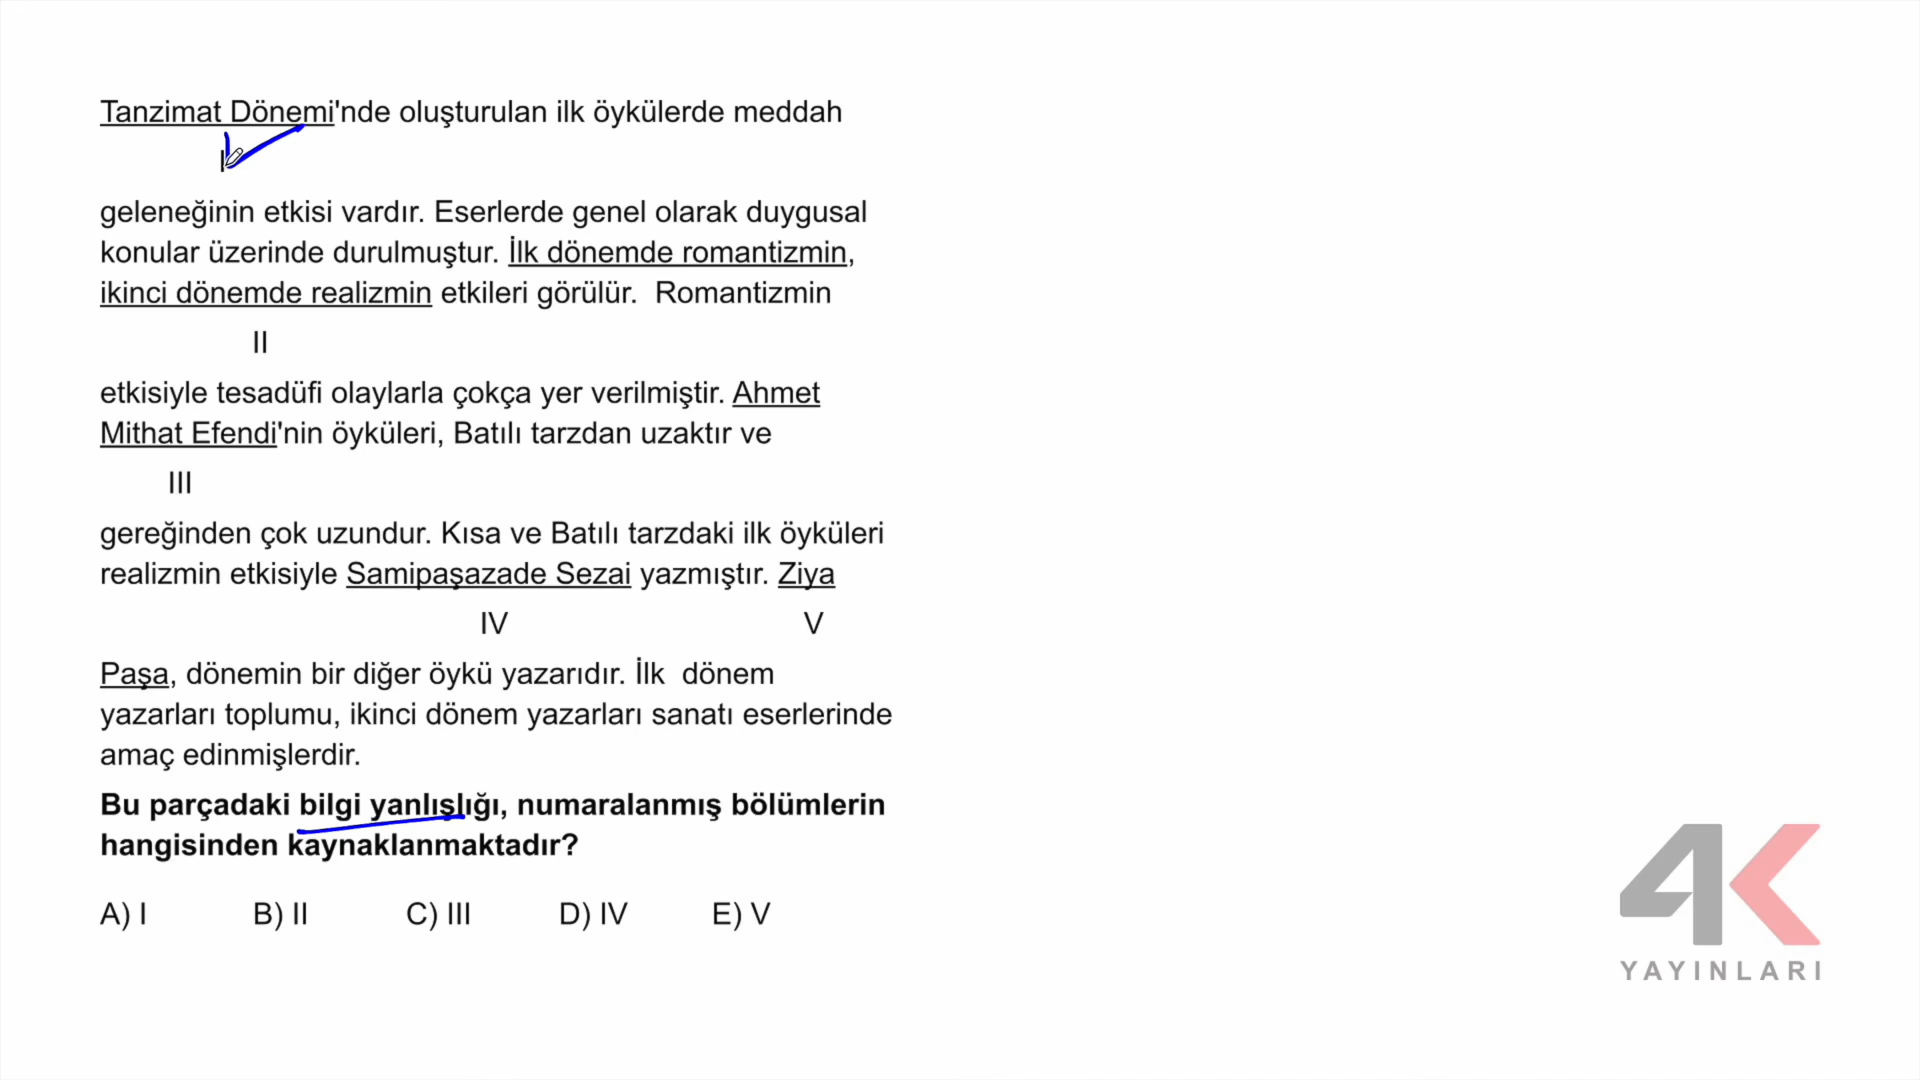 Tanzimat Dönemi'nde oluşturulan ilk öykülerde meddah
I
geleneğinin etkisi vardır. Eserlerde genel olarak duygusal
konular üzerinde durulmuştur. İlk dönemde romantizmin,
ikinci dönemde realizmin etkileri görülür.  Romantizmin
II
etkisiyle tesadüfi olaylarla çokça yer verilmiştir. Ahmet
Mithat Efendi'nin öyküleri, Batılı tarzdan uzaktır ve
III
gereğinden çok uzundur. Kısa ve Batılı tarzdaki ilk öyküleri
realizmin etkisiyle Samipaşazade Sezai yazmıştır. Ziya
IV V
Paşa, dönemin bir diğer öykü yazarıdır. İlk  dönem
yazarları toplumu, ikinci dönem yazarları sanatı eserlerinde
amaç edinmişlerdir.
Bu parçadaki bilgi yanlışlığı, numaralanmış bölümlerin
hangisinden kaynaklanmaktadır?
A) I B) II C) III D) IV E) V
4K
YAYINLARI